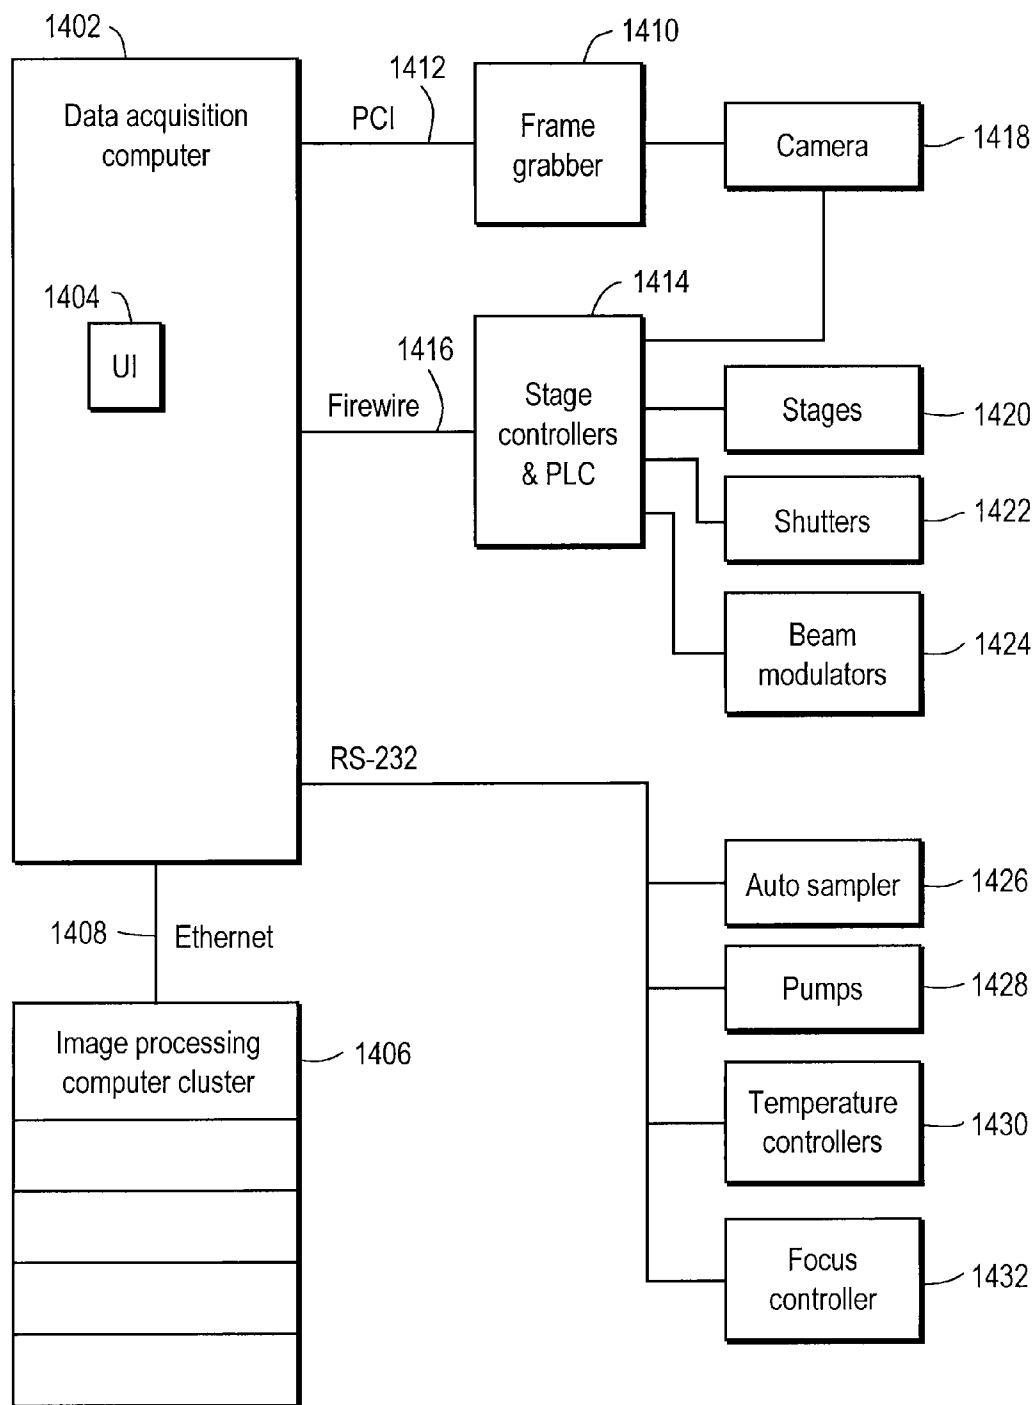 1402
Data acquisition
computer
1404
UI
PCI
1412
1410
Frame
grabber
Camera
1418
Firewire
1416
1414
Stage
controllers
& PLC
Stages
1420
Shutters
1422
Beam
modulators
1424
RS-232
Auto sampler
1426
Pumps
1428
Temperature
controllers
1430
Focus
controller
1432
1408
Ethernet
Image processing
computer cluster
1406